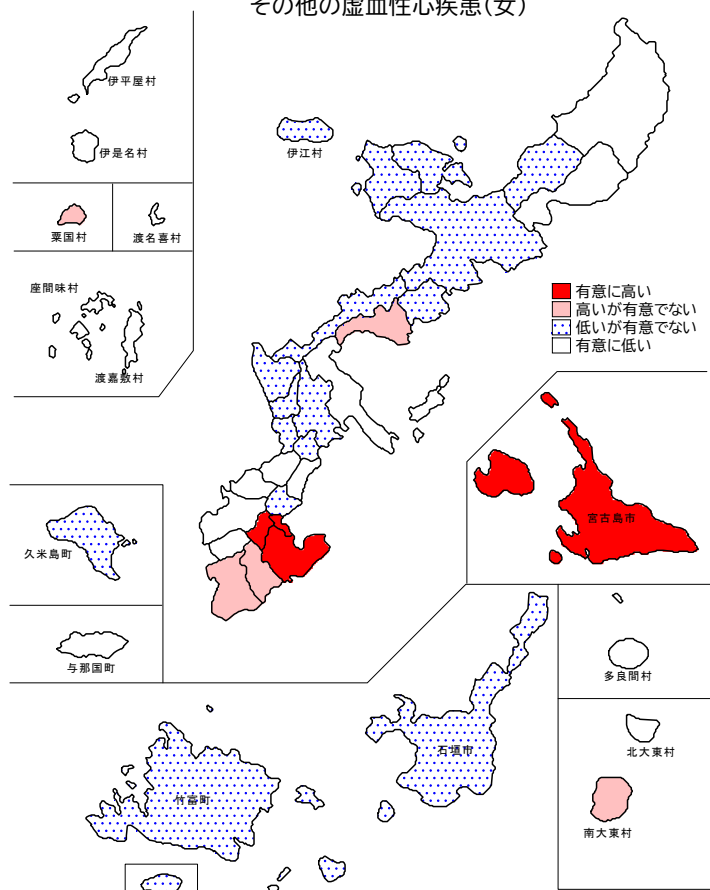 その他の虚血性心疾患(女)
伊平屋村
伊是名村
伊江村
粟国村
渡名喜村
座間味村
渡嘉敷村
有意に高い
高いが有意でない
低いが有意でない
有意に低い
宮古島市
久米島町
与那国町
多良間村
石垣市
北大東村
竹富町
南大東村